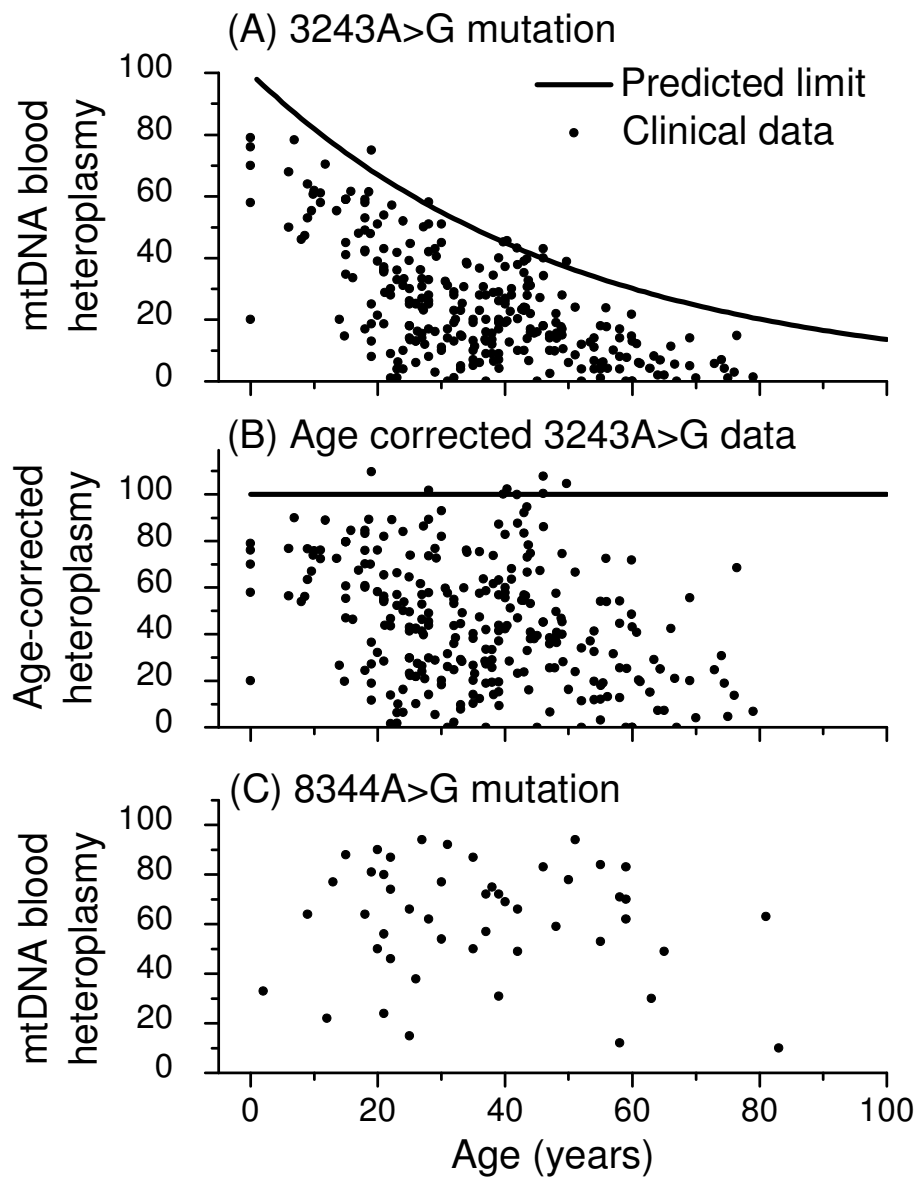 (A) 3243A>G mutation
Predicted limit
Clinical data
mtDNA blood
heteroplasmy
100
80
60
40
20
0
(B) Age corrected 3243A>G data
Age-corrected
heteroplasmy
100
80
60
40
20
0
(C) 8344A>G mutation
mtDNA blood
heteroplasmy
100
80
60
40
20
0
0 20 40 60 80 100
Age (years)